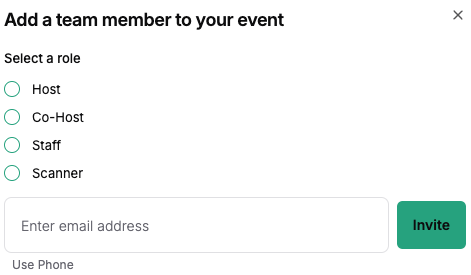 Add a team member to your event
Select a role
Host
Co-Host
Staff
Scanner
Enter email address
Invite
Use Phone